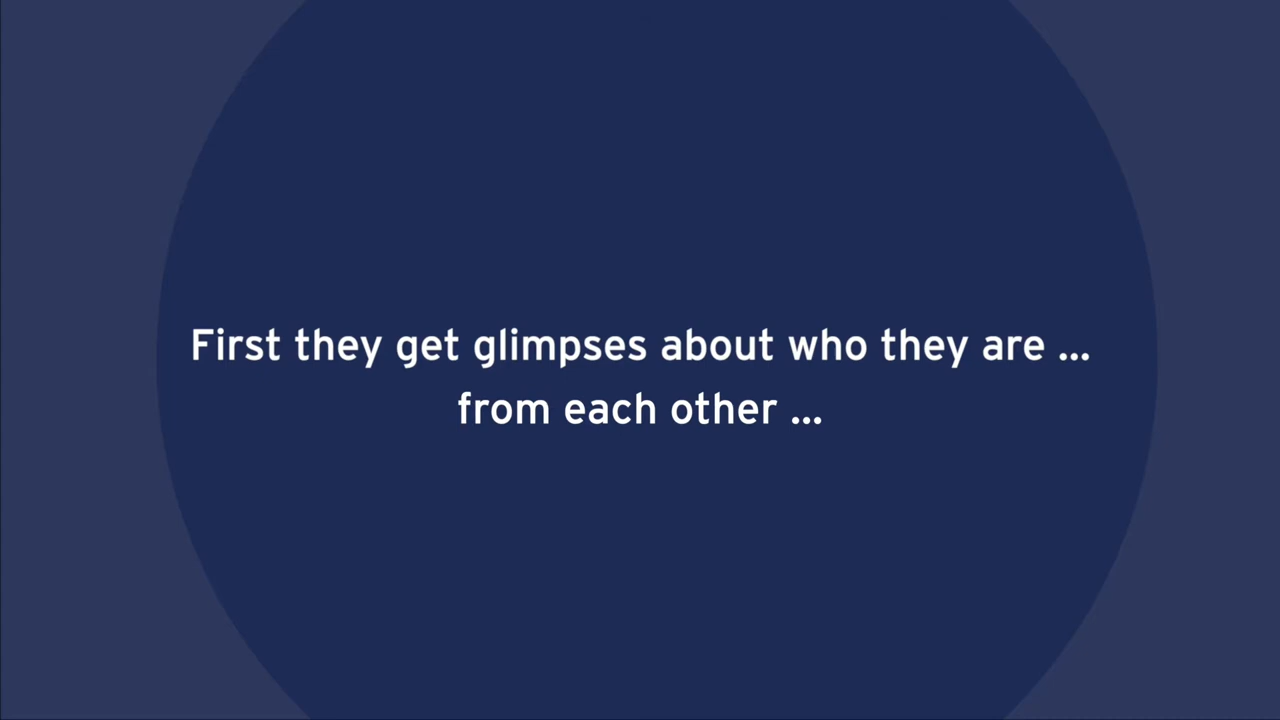 First they get glimpses about who they are ...
from each other ...